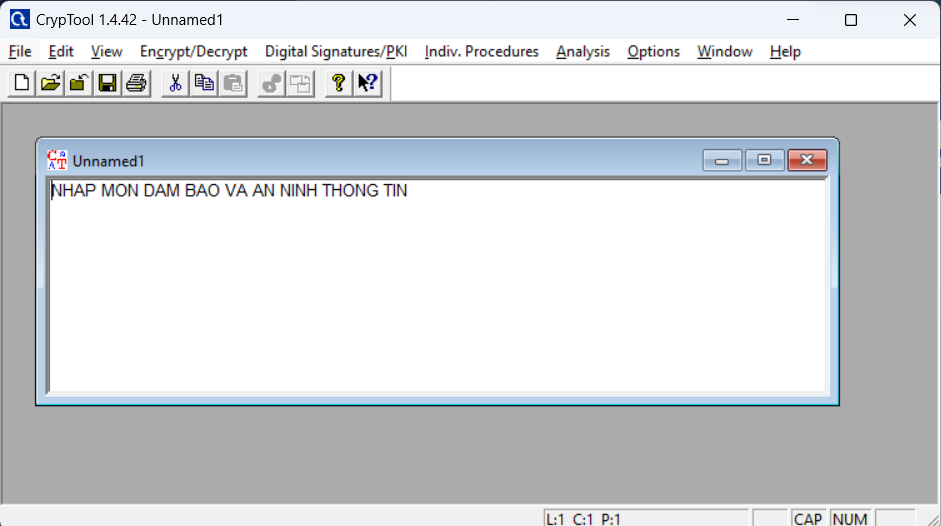 CrypTool 1.4.42 - Unnamed1
File Edit View Encrypt/Decrypt Digital Signatures/PKI Indiv. Procedures Analysis Options Window Help
Unnamed1
NHAP MON DAM BAO VA AN NINH THONG TIN
L:1 C:1 P:1 CAP NUM